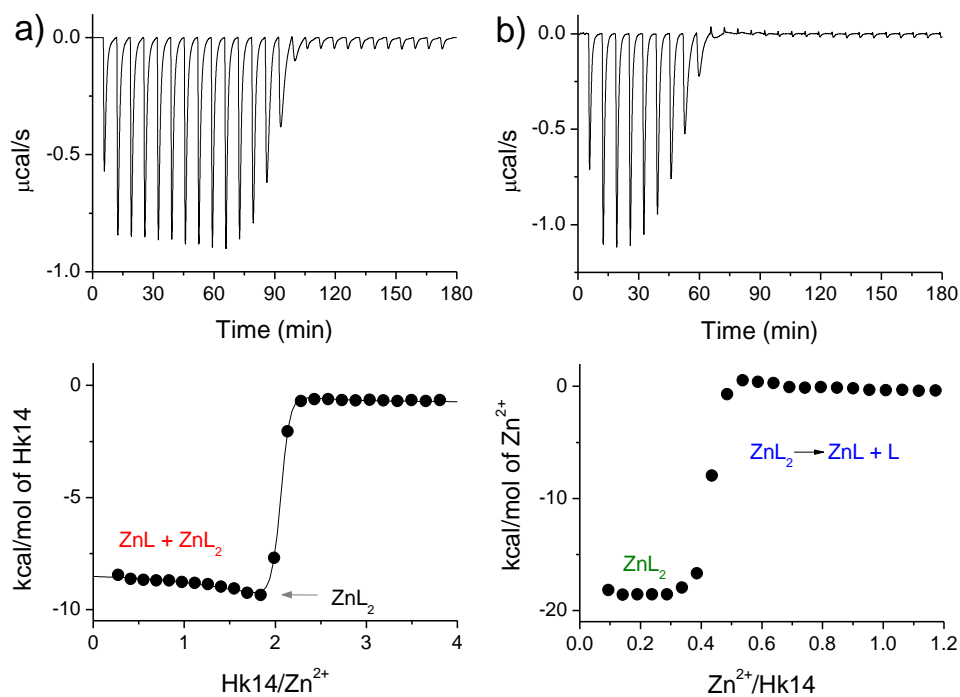 a)
0.0
-0.5
-1.0
μcal/s
0 30 60 90 120 150 180
Time (min)
b)
0.0
-0.5
-1.0
μcal/s
0 30 60 90 120 150 180
Time (min)
0
-5
-10
kcal/mol of Hk14
ZnL + ZnL₂
ZnL₂
0 1 2 3 4
Hk14/Zn²⁺
0
-10
-20
kcal/mol of Zn²⁺
ZnL₂ → ZnL + L
ZnL₂
0.0 0.2 0.4 0.6 0.8 1.0 1.2
Zn²⁺/Hk14